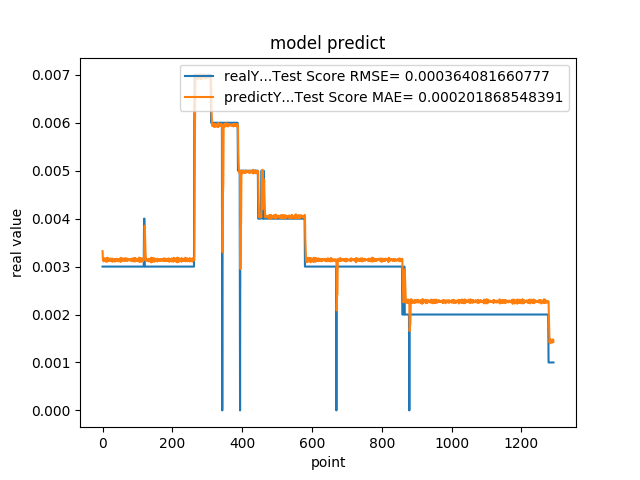 model predict
realY...Test Score RMSE= 0.000364081660777
predictY...Test Score MAE= 0.000201868548391
real value
0.007
0.006
0.005
0.004
0.003
0.002
0.001
0.000
0 200 400 600 800 1000 1200
point